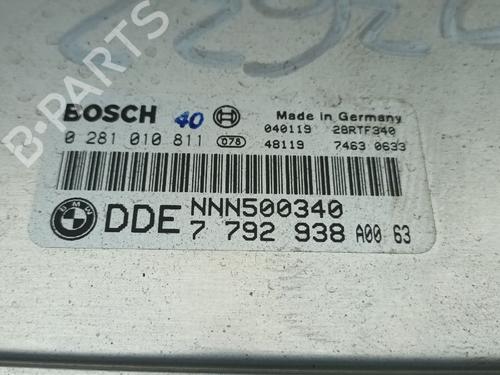 BOSCH 40 Made in Germany
0 281 010 811 078 040119 28RTF340
48119 7463 0633
BMW DDE NNN500340
7 792 938 A00 63
B-PARTS